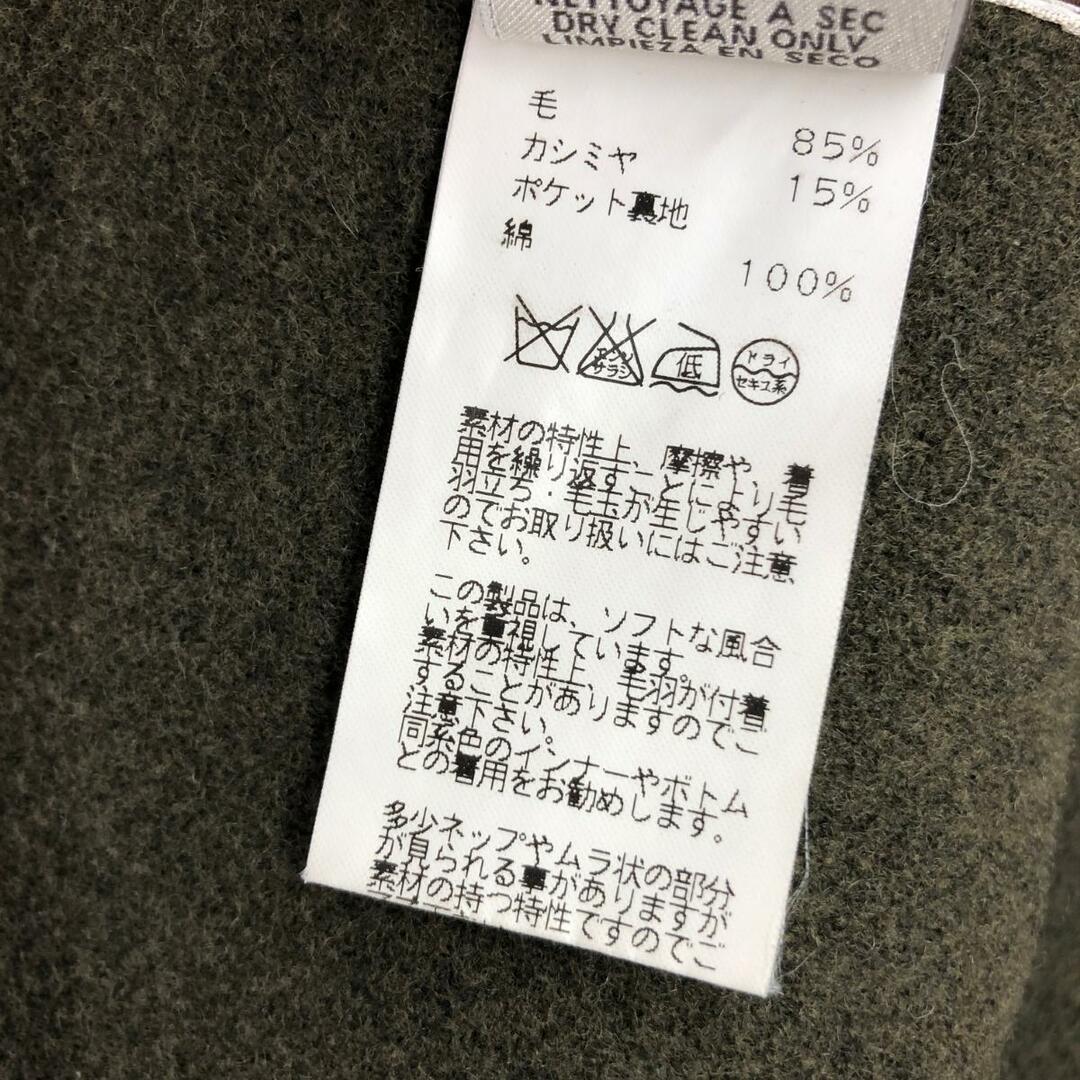 NETTOYAGE A SEC
DRY CLEAN ONLY
LIMPIEZA EN SECO
毛 85%
カシミヤ 15%
ポケット裏地
綿 100%
エンソ
サラシ
低
ドライ
セキユ系
素材の特性上、摩擦や、着
用を繰り返すことにより毛
羽立ち・毛玉が生じやすい
のでお取り扱いにはご注意
下さい。
この製品は、ソフトな風合
いを重視しています。
素材の特性上、毛羽が付着
することがありますのでご
注意下さい。
同系色のインナーやボトム
との着用をお勧めします。
多少ネップやムラ状の部分
が見られる事がありますが
素材の持つ特性ですのでご